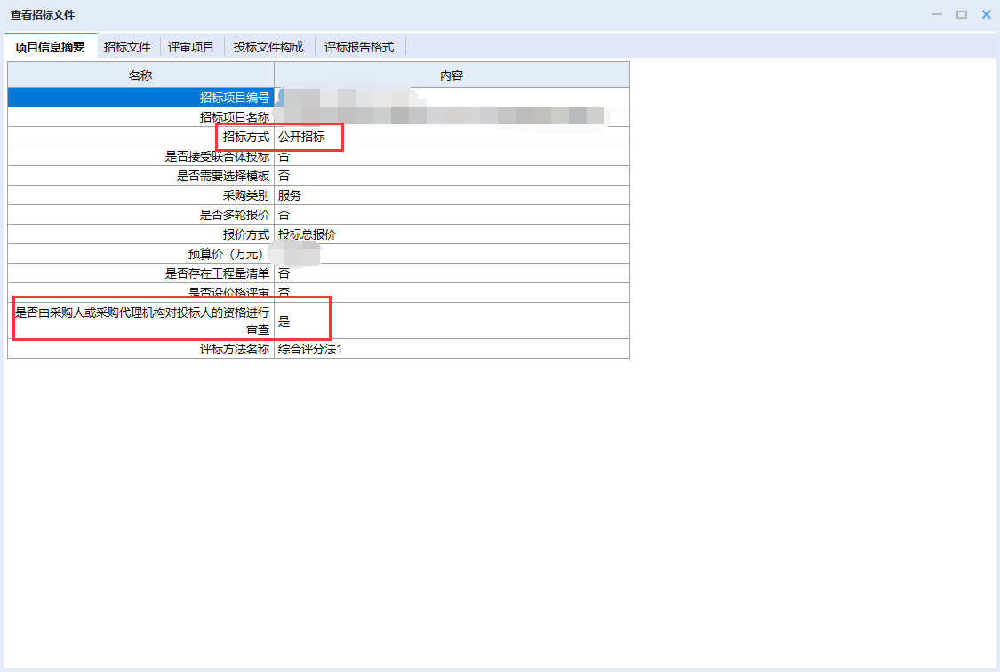 查看招标文件
项目信息摘要 招标文件 评审项目 投标文件构成 评标报告格式
名称 内容
招标项目编号
招标项目名称
招标方式 公开招标
是否接受联合体投标 否
是否需要选择模板 否
采购类别 服务
是否多轮报价 否
报价方式 投标总报价
预算价（万元）
是否存在工程量清单 否
是否设价格评审 否
是否由采购人或采购代理机构对投标人的资格进行
审查 是
评标方法名称 综合评分法1